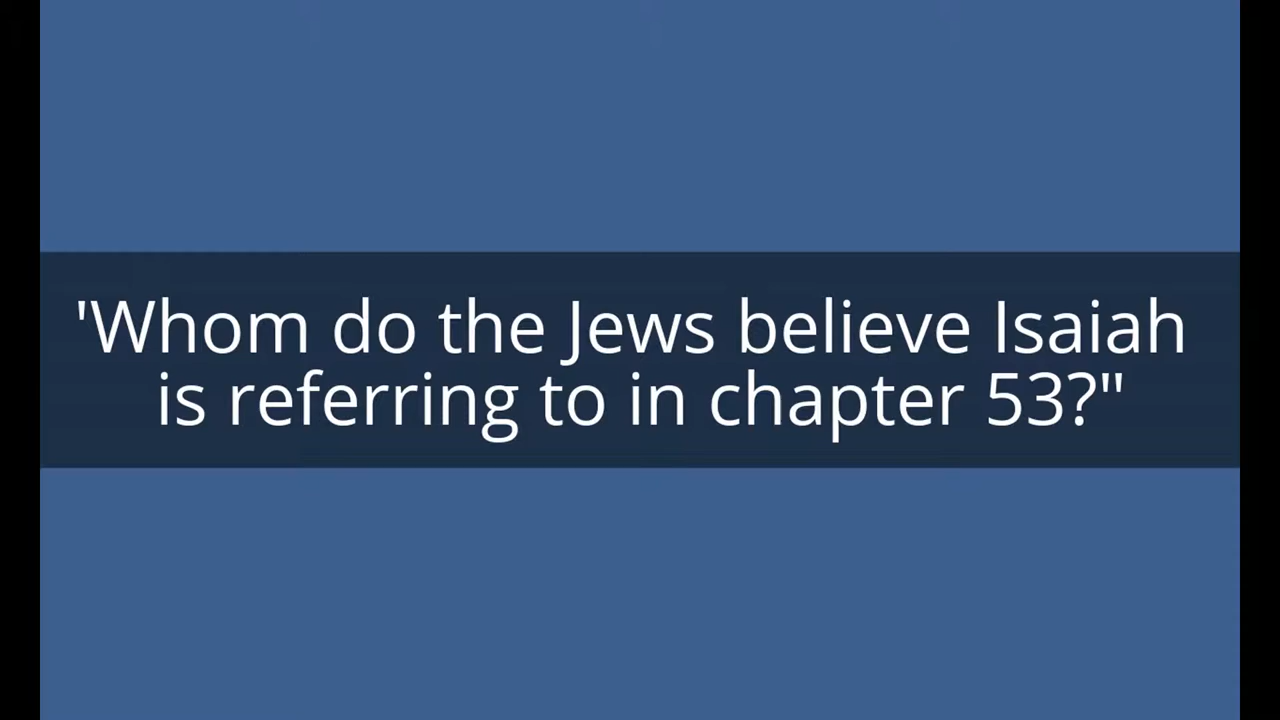 'Whom do the Jews believe Isaiah
is referring to in chapter 53?"